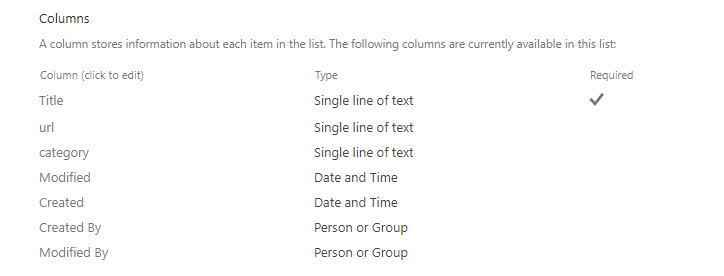 Columns
A column stores information about each item in the list. The following columns are currently available in this list:
Column (click to edit) Type Required
Title Single line of text
url Single line of text
category Single line of text
Modified Date and Time
Created Date and Time
Created By Person or Group
Modified By Person or Group